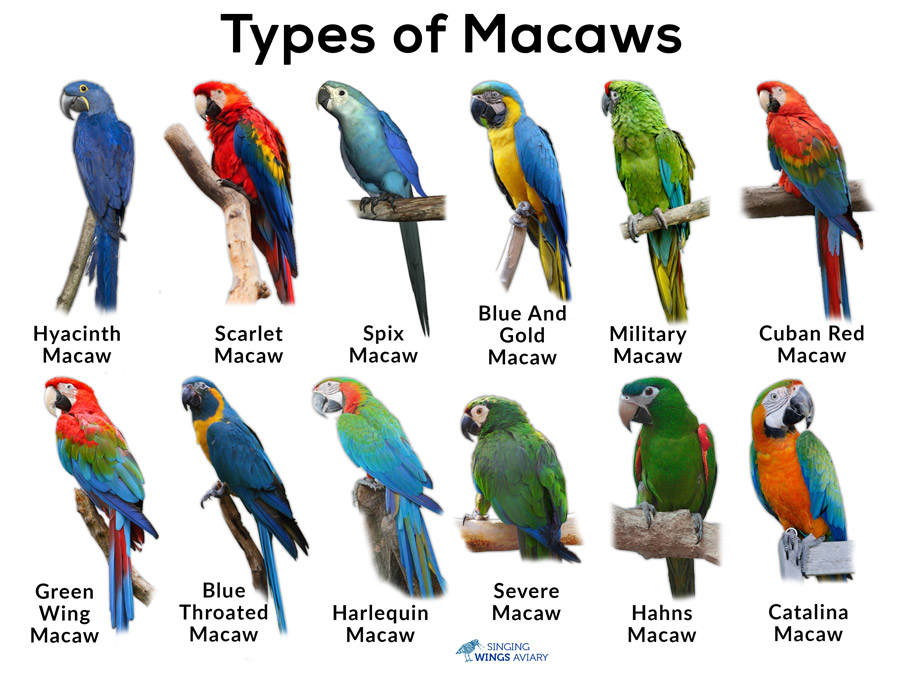 Types of Macaws
Hyacinth
Macaw
Scarlet
Macaw
Spix
Macaw
Blue And
Gold
Macaw
Military
Macaw
Cuban Red
Macaw
Green
Wing
Macaw
Blue
Throated
Macaw
Harlequin
Macaw
Severe
Macaw
Hahns
Macaw
Catalina
Macaw
SINGING
WINGS AVIARY